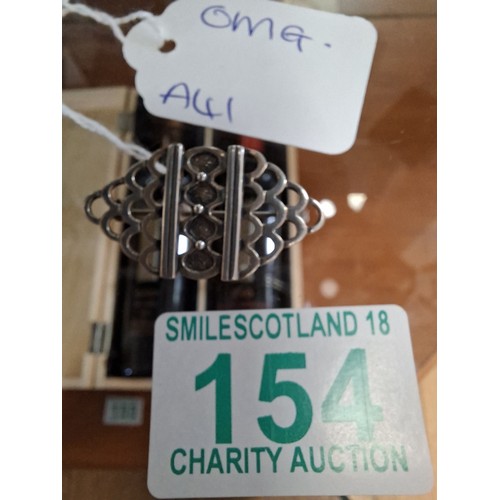 OMG.
A41
SMILESCOTLAND 18
154
CHARITY AUCTION